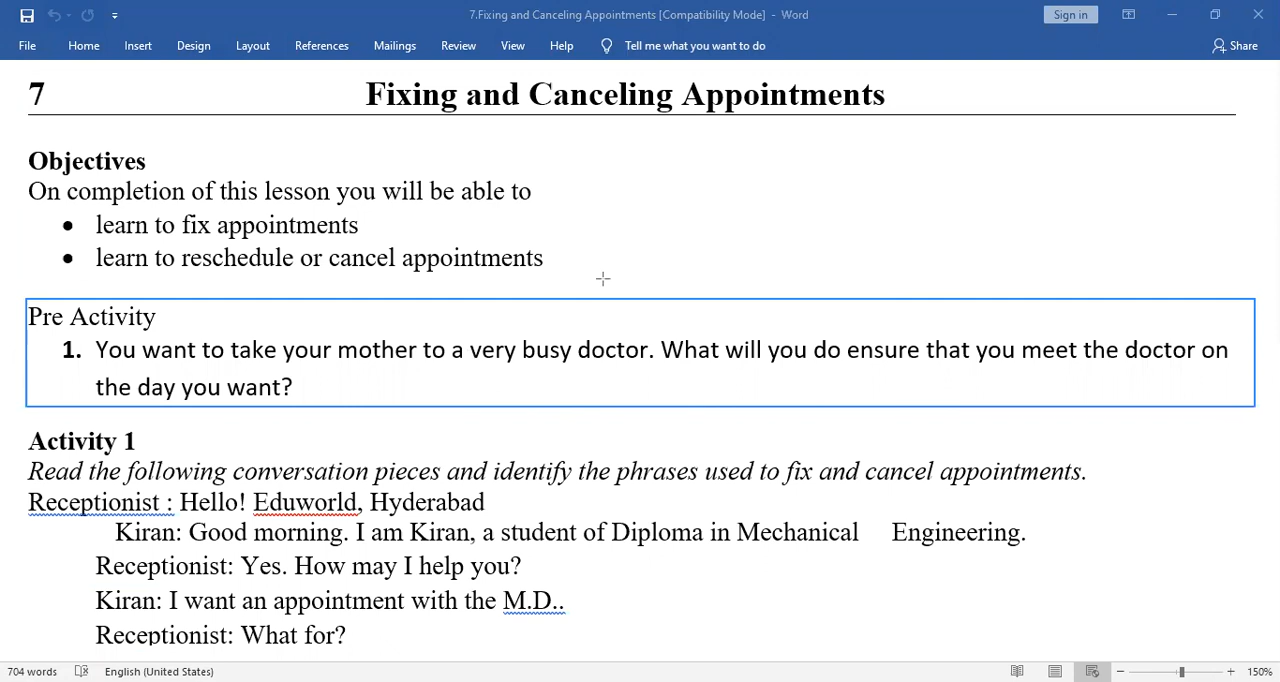 7.Fixing and Canceling Appointments [Compatibility Mode] - Word
Sign in
File Home Insert Design Layout References Mailings Review View Help Tell me what you want to do Share
7 Fixing and Canceling Appointments
Objectives
On completion of this lesson you will be able to
• learn to fix appointments
• learn to reschedule or cancel appointments
Pre Activity
1. You want to take your mother to a very busy doctor. What will you do ensure that you meet the doctor on
the day you want?
Activity 1
Read the following conversation pieces and identify the phrases used to fix and cancel appointments.
Receptionist : Hello! Eduworld, Hyderabad
Kiran: Good morning. I am Kiran, a student of Diploma in Mechanical Engineering.
Receptionist: Yes. How may I help you?
Kiran: I want an appointment with the M.D..
Receptionist: What for?
704 words English (United States) 150%